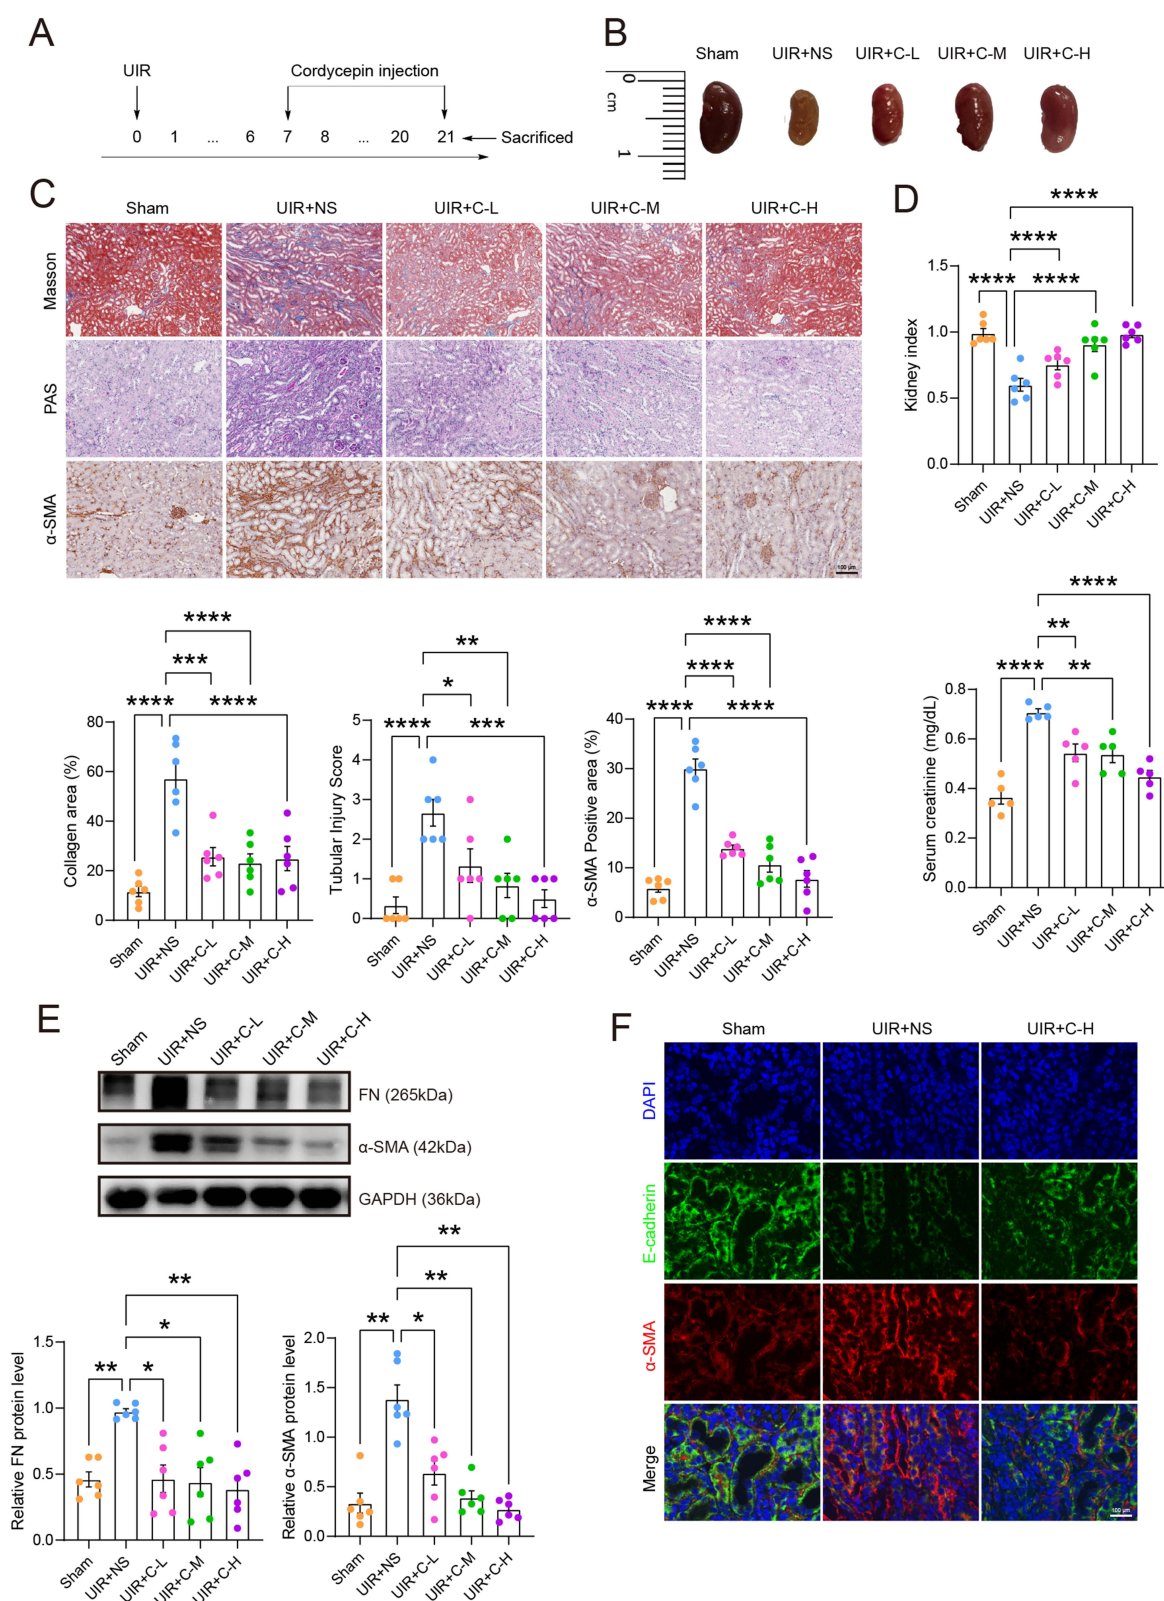 A
UIR
Cordycepin injection
0 1 ... 6 7 8 ... 20 21 Sacrificed
B
Sham UIR+NS UIR+C-L UIR+C-M UIR+C-H
0
cm
1
C
Sham UIR+NS UIR+C-L UIR+C-M UIR+C-H
Masson
PAS
α-SMA
100 μm
D
****
****
**** ****
Kidney index
1.5
1.0
0.5
0.0
Sham UIR+NS UIR+C-L UIR+C-M UIR+C-H
****
***
**** ****
Collagen area (%)
80
60
40
20
0
Sham UIR+NS UIR+C-L UIR+C-M UIR+C-H
**
*
**** ***
Tubular Injury Score
5
4
3
2
1
0
Sham UIR+NS UIR+C-L UIR+C-M UIR+C-H
****
****
**** ****
α-SMA Positive area (%)
40
30
20
10
0
Sham UIR+NS UIR+C-L UIR+C-M UIR+C-H
****
**
**** **
Serum creatinine (mg/dL)
0.8
0.6
0.4
0.2
0.0
Sham UIR+NS UIR+C-L UIR+C-M UIR+C-H
E
Sham UIR+NS UIR+C-L UIR+C-M UIR+C-H
FN (265kDa)
α-SMA (42kDa)
GAPDH (36kDa)
**
*
** *
Relative FN protein level
1.5
1.0
0.5
0.0
Sham UIR+NS UIR+C-L UIR+C-M UIR+C-H
**
**
** *
Relative α-SMA protein level
2.0
1.5
1.0
0.5
0.0
Sham UIR+NS UIR+C-L UIR+C-M UIR+C-H
F
Sham UIR+NS UIR+C-H
DAPI
E-cadherin
α-SMA
Merge
100 μm